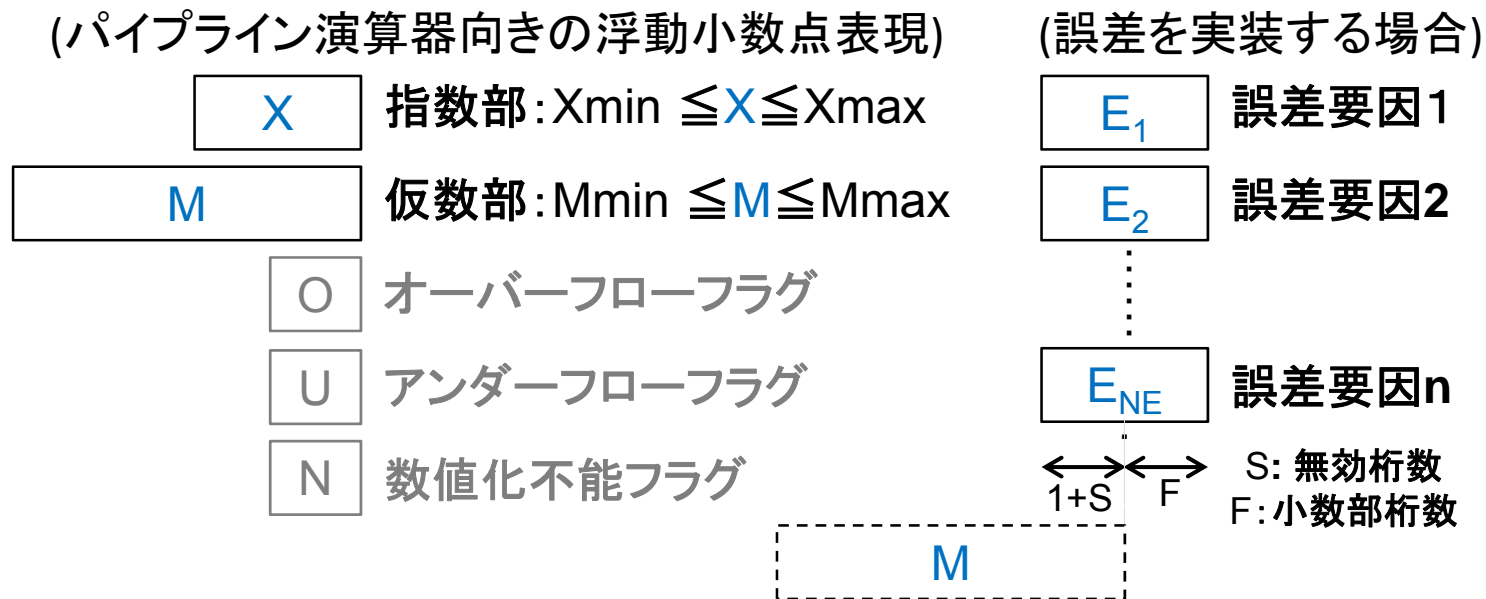 (パイプライン演算器向きの浮動小数点表現)
(誤差を実装する場合)
X 指数部:Xmin ≦X≦Xmax
E1 誤差要因1
M 仮数部:Mmin ≦M≦Mmax
E2 誤差要因2
O オーバーフローフラグ
U アンダーフローフラグ
ENE 誤差要因n
N 数値化不能フラグ
1+S F
S: 無効桁数
F:小数部桁数
M